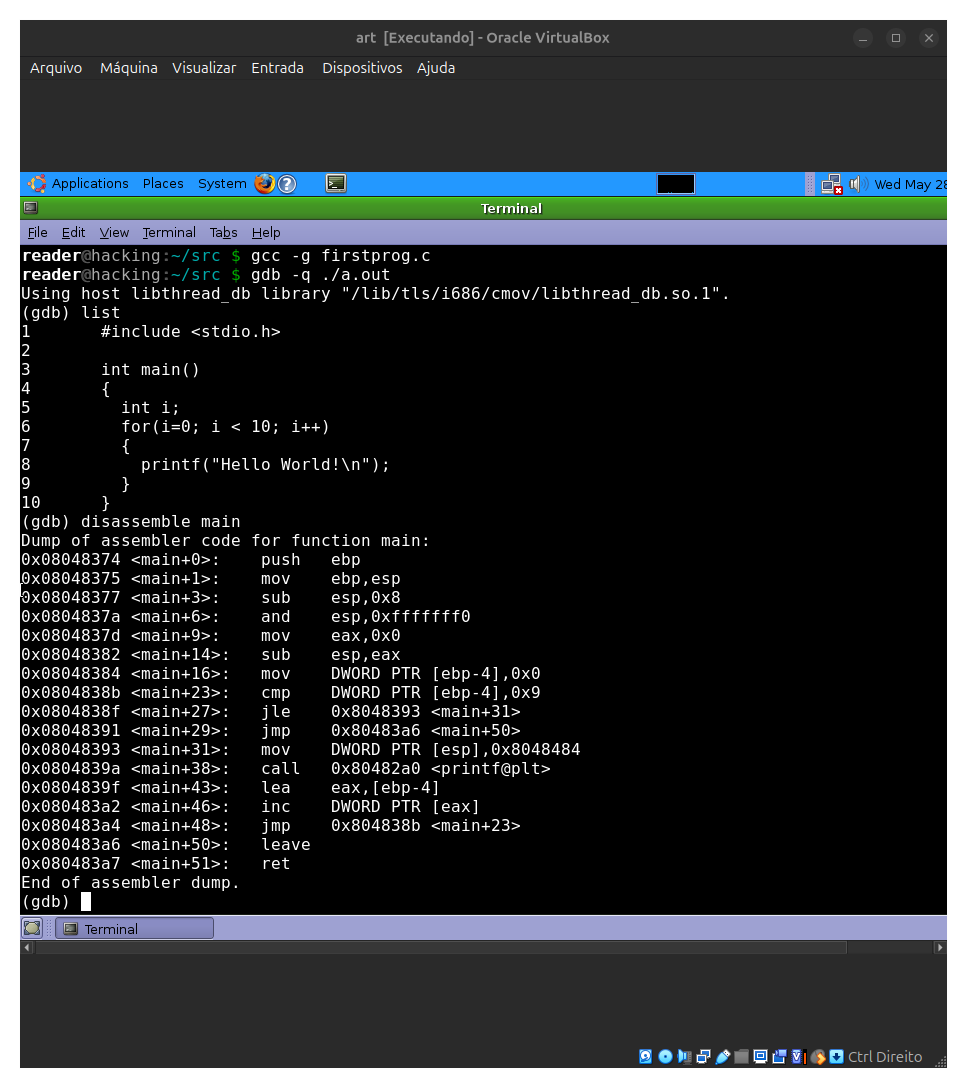 art [Executando] - Oracle VirtualBox
Arquivo Máquina Visualizar Entrada Dispositivos Ajuda
Applications Places System Wed May 28
Terminal
File Edit View Terminal Tabs Help
reader@hacking:~/src $ gcc -g firstprog.c
reader@hacking:~/src $ gdb -q ./a.out
Using host libthread_db library "/lib/tls/i686/cmov/libthread_db.so.1".
(gdb) list
1       #include <stdio.h>
2
3       int main()
4       {
5         int i;
6         for(i=0; i < 10; i++)
7         {
8           printf("Hello World!\n");
9         }
10      }
(gdb) disassemble main
Dump of assembler code for function main:
0x08048374 <main+0>:    push   ebp
0x08048375 <main+1>:    mov    ebp,esp
0x08048377 <main+3>:    sub    esp,0x8
0x0804837a <main+6>:    and    esp,0xfffffff0
0x0804837d <main+9>:    mov    eax,0x0
0x08048382 <main+14>:   sub    esp,eax
0x08048384 <main+16>:   mov    DWORD PTR [ebp-4],0x0
0x0804838b <main+23>:   cmp    DWORD PTR [ebp-4],0x9
0x0804838f <main+27>:   jle    0x8048393 <main+31>
0x08048391 <main+29>:   jmp    0x80483a6 <main+50>
0x08048393 <main+31>:   mov    DWORD PTR [esp],0x8048484
0x0804839a <main+38>:   call   0x80482a0 <printf@plt>
0x0804839f <main+43>:   lea    eax,[ebp-4]
0x080483a2 <main+46>:   inc    DWORD PTR [eax]
0x080483a4 <main+48>:   jmp    0x804838b <main+23>
0x080483a6 <main+50>:   leave
0x080483a7 <main+51>:   ret
End of assembler dump.
(gdb)
Terminal
Ctrl Direito